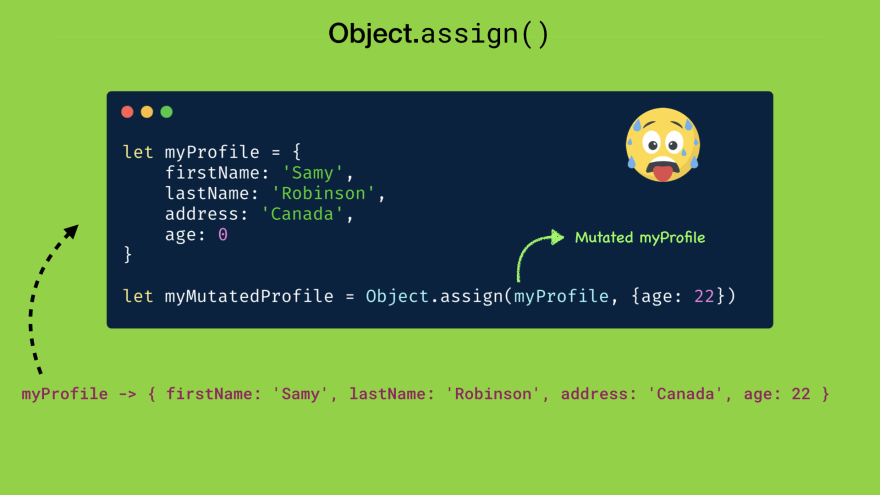 Object.assign()
let myProfile = {
    firstName: 'Samy',
    lastName: 'Robinson',
    address: 'Canada',
    age: 0
}
Mutated myProfile
let myMutatedProfile = Object.assign(myProfile, {age: 22})
myProfile -> { firstName: 'Samy', lastName: 'Robinson', address: 'Canada', age: 22 }